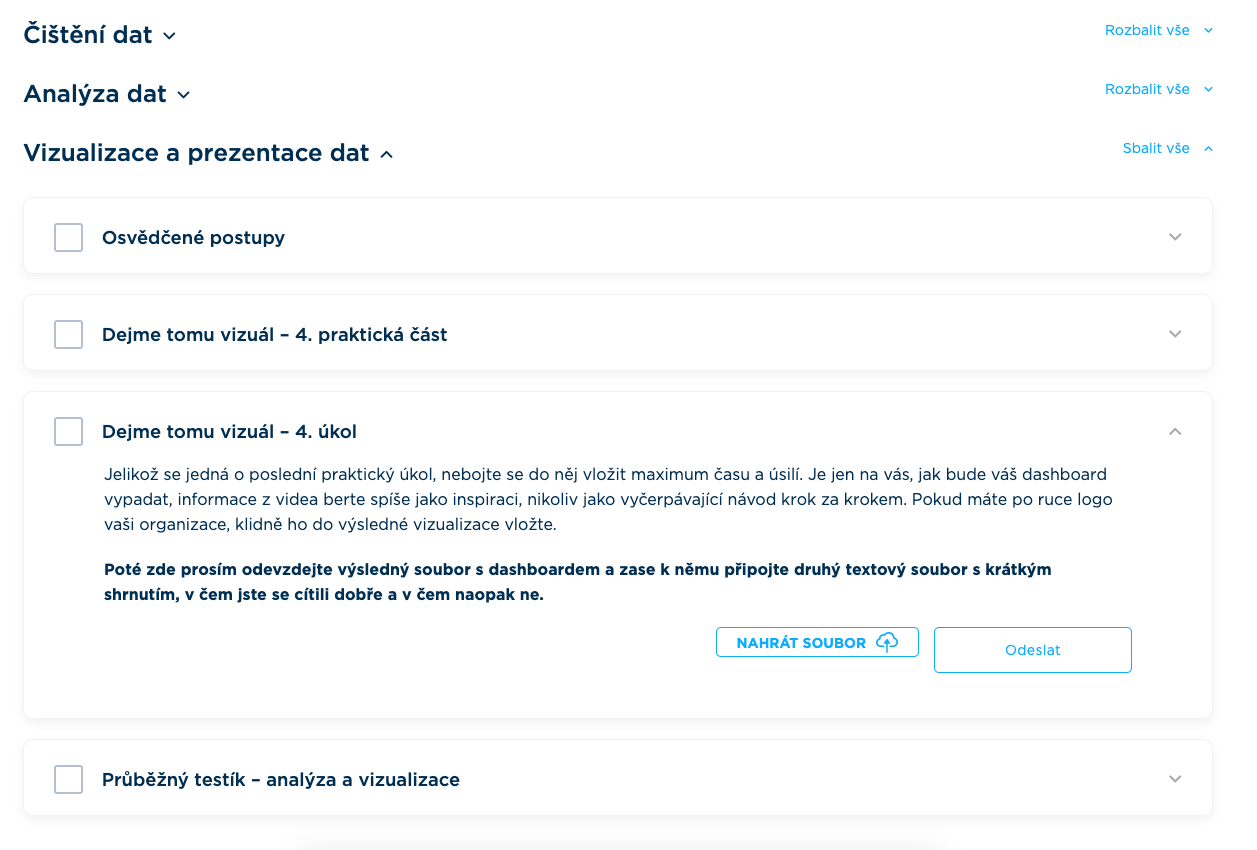 Čištění dat
Rozbalit vše
Analýza dat
Rozbalit vše
Vizualizace a prezentace dat
Sbalit vše
Osvědčené postupy
Dejme tomu vizuál – 4. praktická část
Dejme tomu vizuál – 4. úkol
Jelikož se jedná o poslední praktický úkol, nebojte se do něj vložit maximum času a úsilí. Je jen na vás, jak bude váš dashboard
vypadat, informace z videa berte spíše jako inspiraci, nikoliv jako vyčerpávající návod krok za krokem. Pokud máte po ruce logo
vaši organizace, klidně ho do výsledné vizualizace vložte.
Poté zde prosím odevzdejte výsledný soubor s dashboardem a zase k němu připojte druhý textový soubor s krátkým
shrnutím, v čem jste se cítili dobře a v čem naopak ne.
NAHRÁT SOUBOR
Odeslat
Průběžný testík – analýza a vizualizace